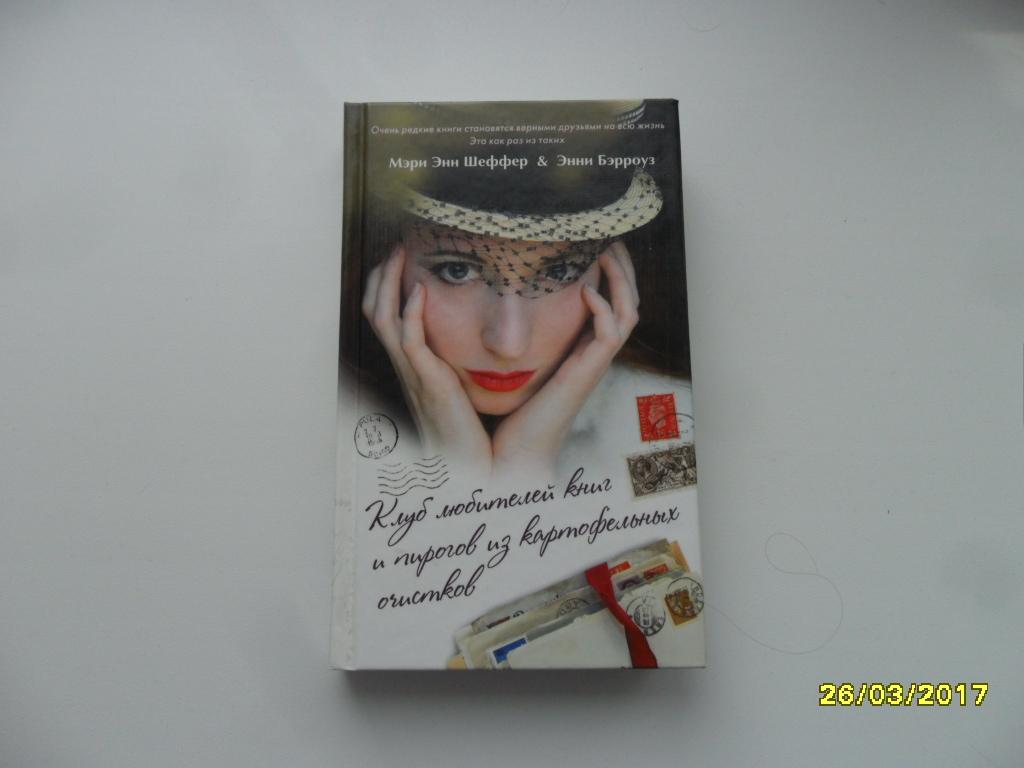 Очень редкие книги становятся верными друзьями на всю жизнь
Это как раз из таких
Мэри Энн Шеффер & Энни Бэрроуз
Клуб любителей книг
и пирогов из картофельных
очистков
26/03/2017